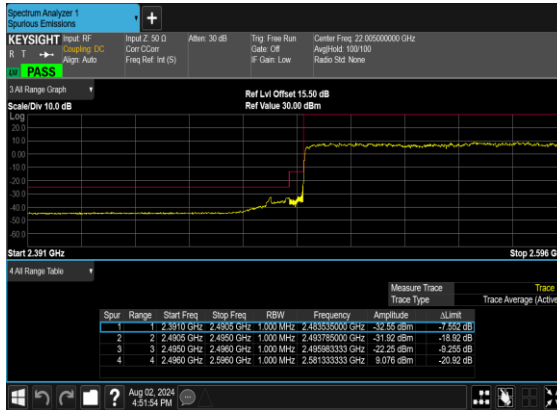 Spectrum Analyzer 1
Spurious Emissions
+
KEYSIGHT Input: RF Input Z: 50 Ω Atten: 30 dB Trig: Free Run Center Freq: 22.005000000 GHz
R T Coupling: DC Corr CCorr Gate: Off Avg|Hold: 100/100
Align: Auto Freq Ref: Int (S) IF Gain: Low Radio Std: None
LXI PASS
3 All Range Graph
Ref Lvl Offset 15.50 dB
Scale/Div 10.0 dB Ref Value 30.00 dBm
Log
20.0
10.0
0.00
-10.0
-20.0
-30.0
-40.0
-50.0
-60.0
Start 2.391 GHz Stop 2.596 G
4 All Range Table
Measure Trace Trace
Trace Type Trace Average (Active
Spur Range Start Freq Stop Freq RBW Frequency Amplitude ΔLimit
1 1 2.3910 GHz 2.4905 GHz 1.000 MHz 2.483535000 GHz -32.55 dBm -7.552 dB
2 2 2.4905 GHz 2.4950 GHz 1.000 MHz 2.493785000 GHz -31.92 dBm -18.92 dB
3 3 2.4950 GHz 2.4960 GHz 1.000 MHz 2.495983333 GHz -22.25 dBm -9.255 dB
4 4 2.4960 GHz 2.5960 GHz 1.000 MHz 2.581333333 GHz 9.076 dBm -20.92 dB
? Aug 02, 2024
4:51:54 PM